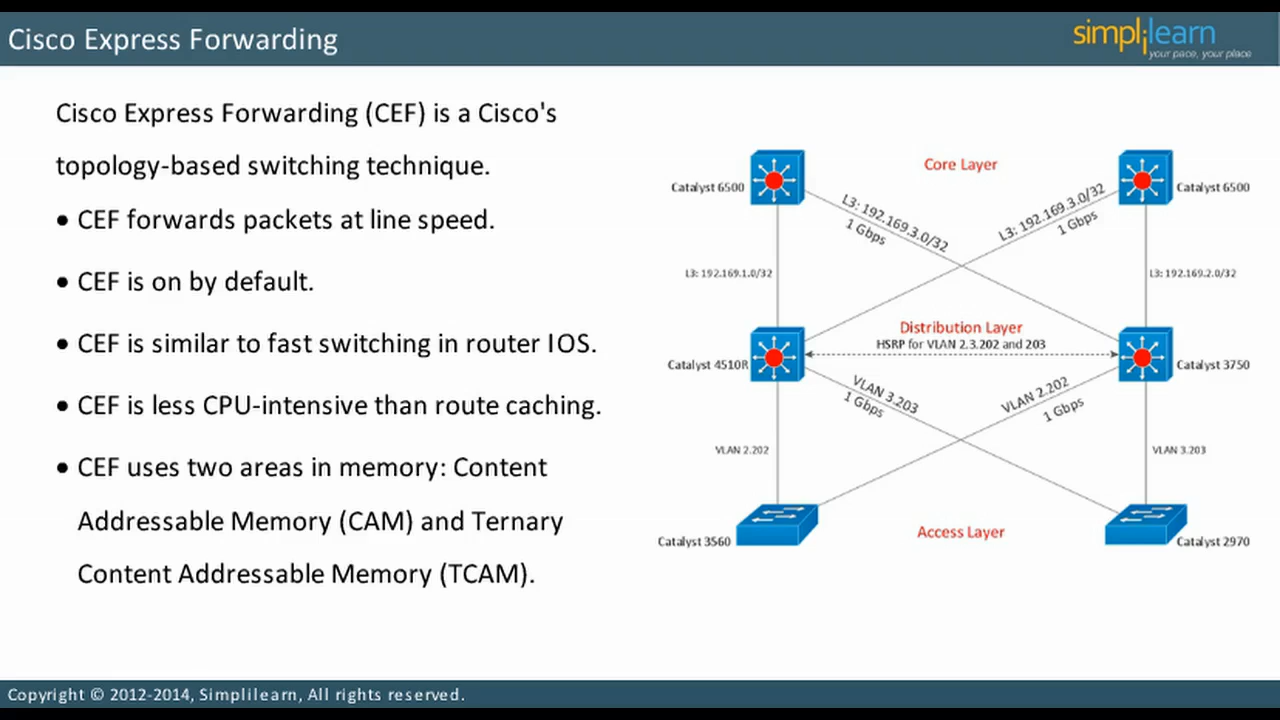 Cisco Express Forwarding
simplilearn
your pace, your place
Cisco Express Forwarding (CEF) is a Cisco's
topology-based switching technique.
• CEF forwards packets at line speed.
• CEF is on by default.
• CEF is similar to fast switching in router IOS.
• CEF is less CPU-intensive than route caching.
• CEF uses two areas in memory: Content
Addressable Memory (CAM) and Ternary
Content Addressable Memory (TCAM).
Core Layer
Catalyst 6500
Catalyst 6500
L3: 192.169.3.0/32
1 Gbps
L3: 192.169.3.0/32
1 Gbps
L3: 192.169.1.0/32
L3: 192.169.2.0/32
Distribution Layer
HSRP for VLAN 2.3.202 and 203
Catalyst 4510R
Catalyst 3750
VLAN 3.203
1 Gbps
VLAN 2.202
1 Gbps
VLAN 2.202
VLAN 3.203
Access Layer
Catalyst 3560
Catalyst 2970
Copyright © 2012-2014, Simplilearn, All rights reserved.